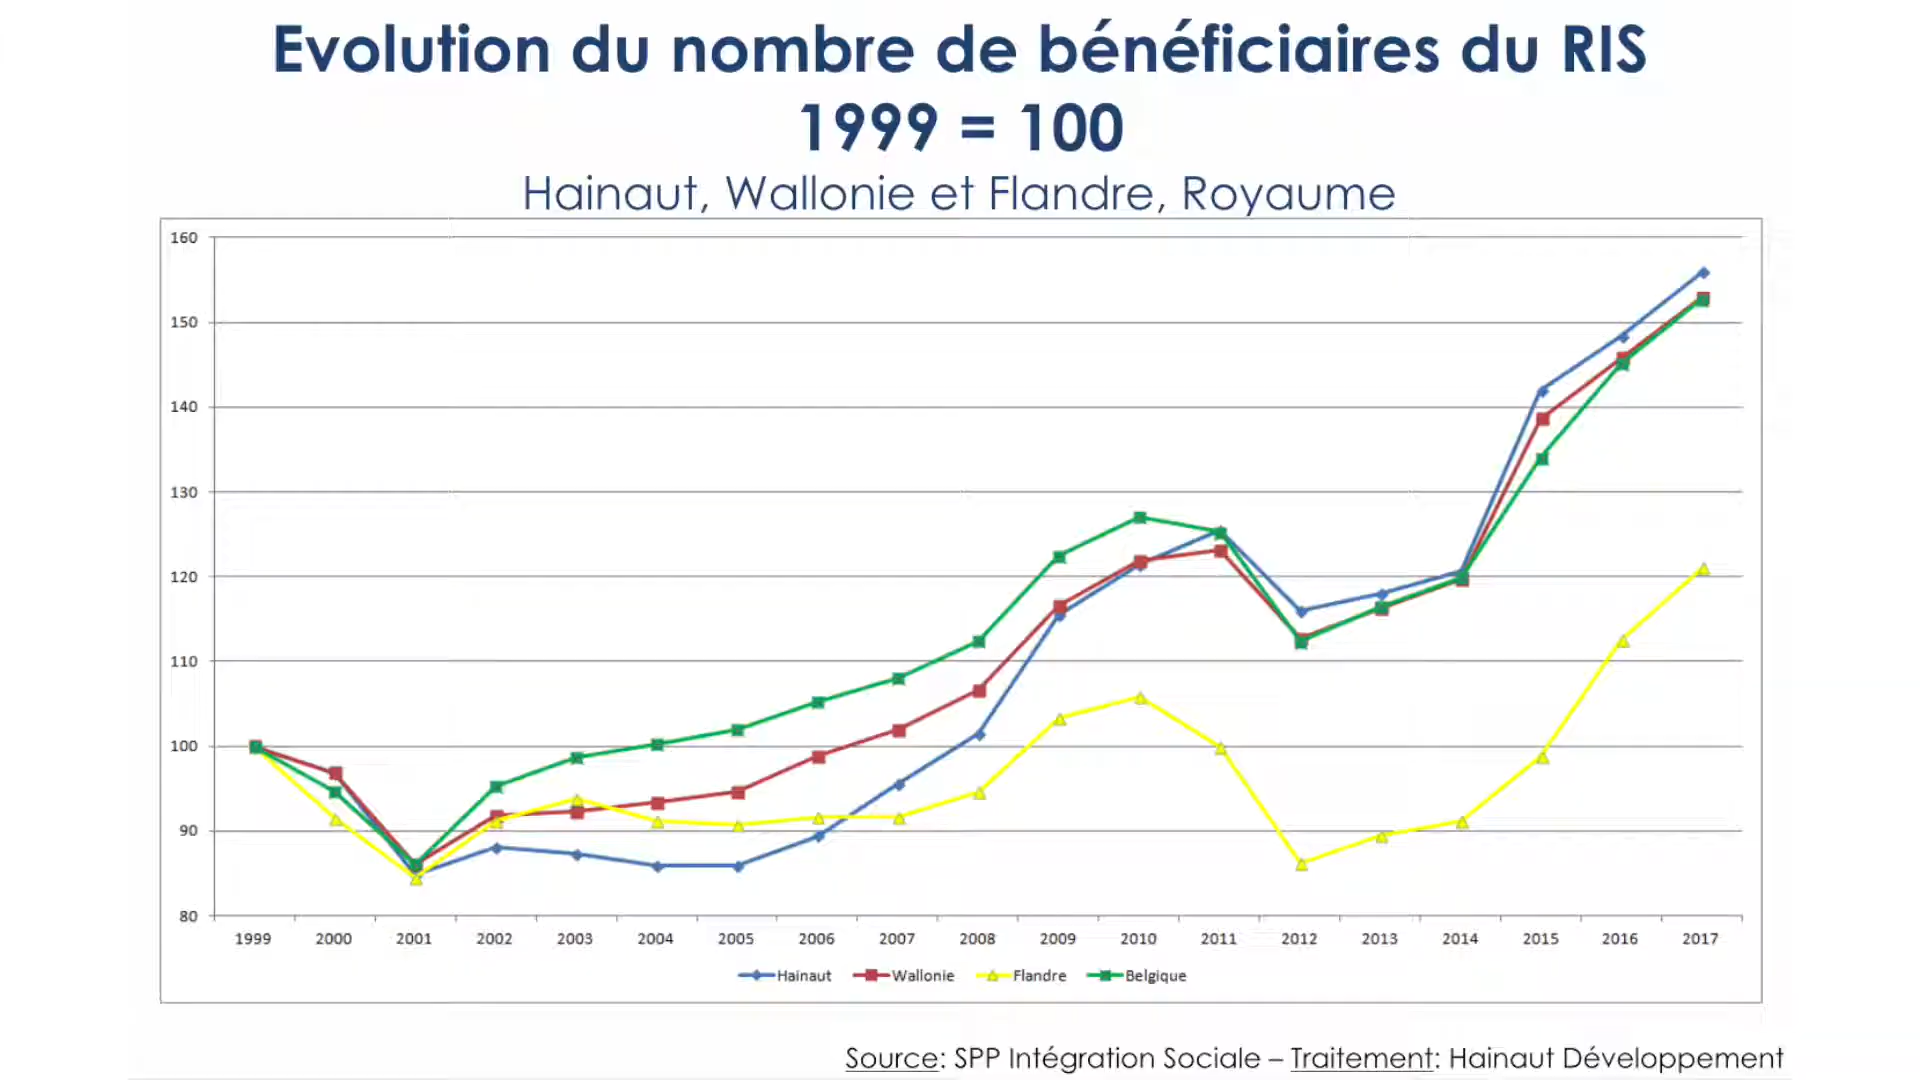 Evolution du nombre de bénéficiaires du RIS
1999 = 100
Hainaut, Wallonie et Flandre, Royaume
160
150
140
130
120
110
100
90
80
1999 2000 2001 2002 2003 2004 2005 2006 2007 2008 2009 2010 2011 2012 2013 2014 2015 2016 2017
Hainaut Wallonie Flandre Belgique
Source: SPP Intégration Sociale – Traitement: Hainaut Développement